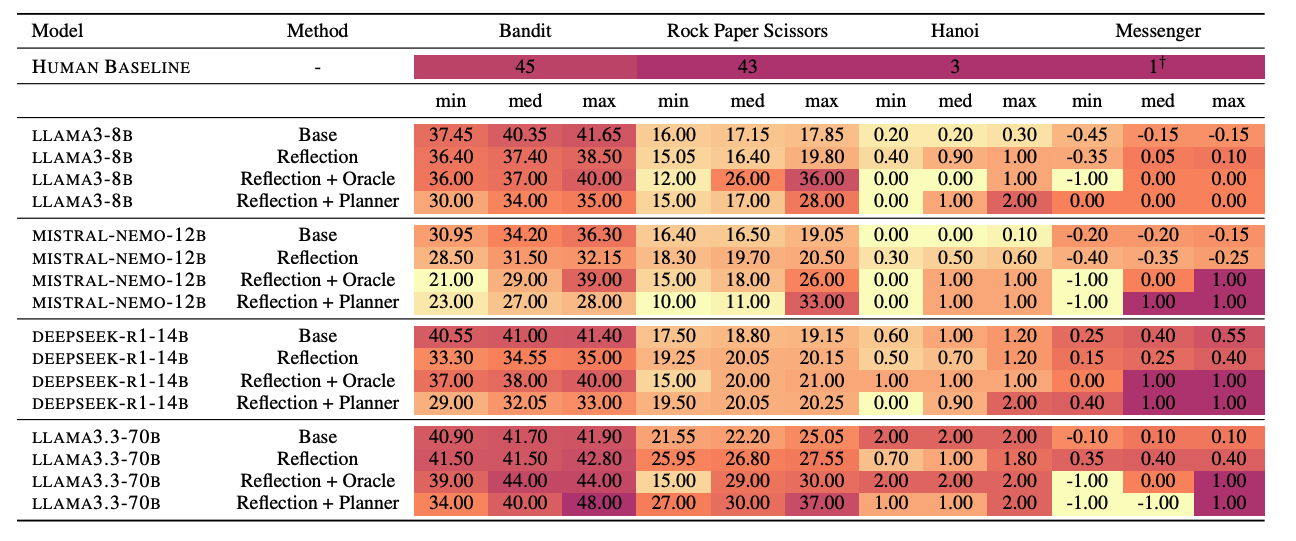 Model Method Bandit Rock Paper Scissors Hanoi Messenger
HUMAN BASELINE - 45 43 3 1†
min med max min med max min med max min med max
LLAMA3-8B Base 37.45 40.35 41.65 16.00 17.15 17.85 0.20 0.20 0.30 -0.45 -0.15 -0.15
LLAMA3-8B Reflection 36.40 37.40 38.50 15.05 16.40 19.80 0.40 0.90 1.00 -0.35 0.05 0.10
LLAMA3-8B Reflection + Oracle 36.00 37.00 40.00 12.00 26.00 36.00 0.00 0.00 1.00 -1.00 0.00 0.00
LLAMA3-8B Reflection + Planner 30.00 34.00 35.00 15.00 17.00 28.00 0.00 1.00 2.00 0.00 0.00 0.00
MISTRAL-NEMO-12B Base 30.95 34.20 36.30 16.40 16.50 19.05 0.00 0.00 0.10 -0.20 -0.20 -0.15
MISTRAL-NEMO-12B Reflection 28.50 31.50 32.15 18.30 19.70 20.50 0.30 0.50 0.60 -0.40 -0.35 -0.25
MISTRAL-NEMO-12B Reflection + Oracle 21.00 29.00 39.00 15.00 18.00 26.00 0.00 1.00 1.00 -1.00 0.00 1.00
MISTRAL-NEMO-12B Reflection + Planner 23.00 27.00 28.00 10.00 11.00 33.00 0.00 1.00 1.00 -1.00 1.00 1.00
DEEPSEEK-R1-14B Base 40.55 41.00 41.40 17.50 18.80 19.15 0.60 1.00 1.20 0.25 0.40 0.55
DEEPSEEK-R1-14B Reflection 33.30 34.55 35.00 19.25 20.05 20.15 0.50 0.70 1.20 0.15 0.25 0.40
DEEPSEEK-R1-14B Reflection + Oracle 37.00 38.00 40.00 15.00 20.00 21.00 1.00 1.00 1.00 0.00 1.00 1.00
DEEPSEEK-R1-14B Reflection + Planner 29.00 32.05 33.00 19.50 20.05 20.25 0.00 0.90 2.00 0.40 1.00 1.00
LLAMA3.3-70B Base 40.90 41.70 41.90 21.55 22.20 25.05 2.00 2.00 2.00 -0.10 0.10 0.10
LLAMA3.3-70B Reflection 41.50 41.50 42.80 25.95 26.80 27.55 0.70 1.00 1.80 0.35 0.40 0.40
LLAMA3.3-70B Reflection + Oracle 39.00 44.00 44.00 15.00 29.00 30.00 2.00 2.00 2.00 -1.00 0.00 1.00
LLAMA3.3-70B Reflection + Planner 34.00 40.00 48.00 27.00 30.00 37.00 1.00 1.00 2.00 -1.00 -1.00 1.00